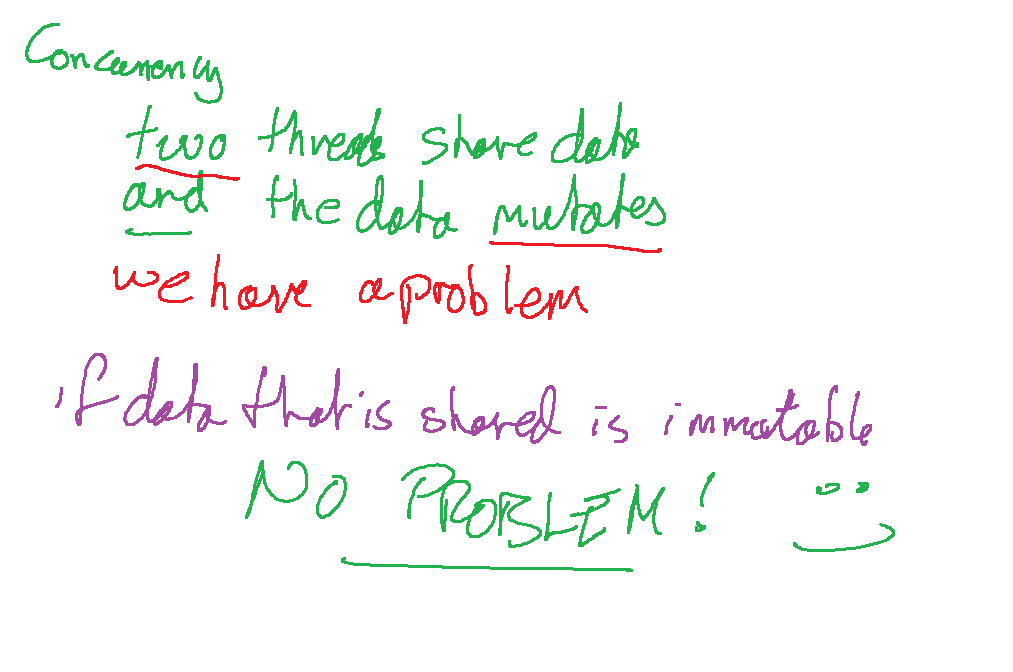 Concurrency
two threads share data
and the data mutates
we have a problem
if data that is shared is immutable
NO PROBLEM!